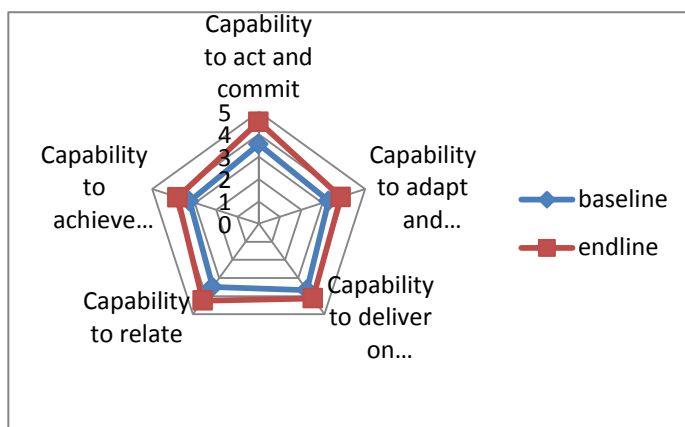 Capability
to act and
commit
5
4
3
2
1
0
Capability
to adapt and
and...
Capability
to deliver
on...
Capability
to relate
Capability
to
achieve...
baseline
endline